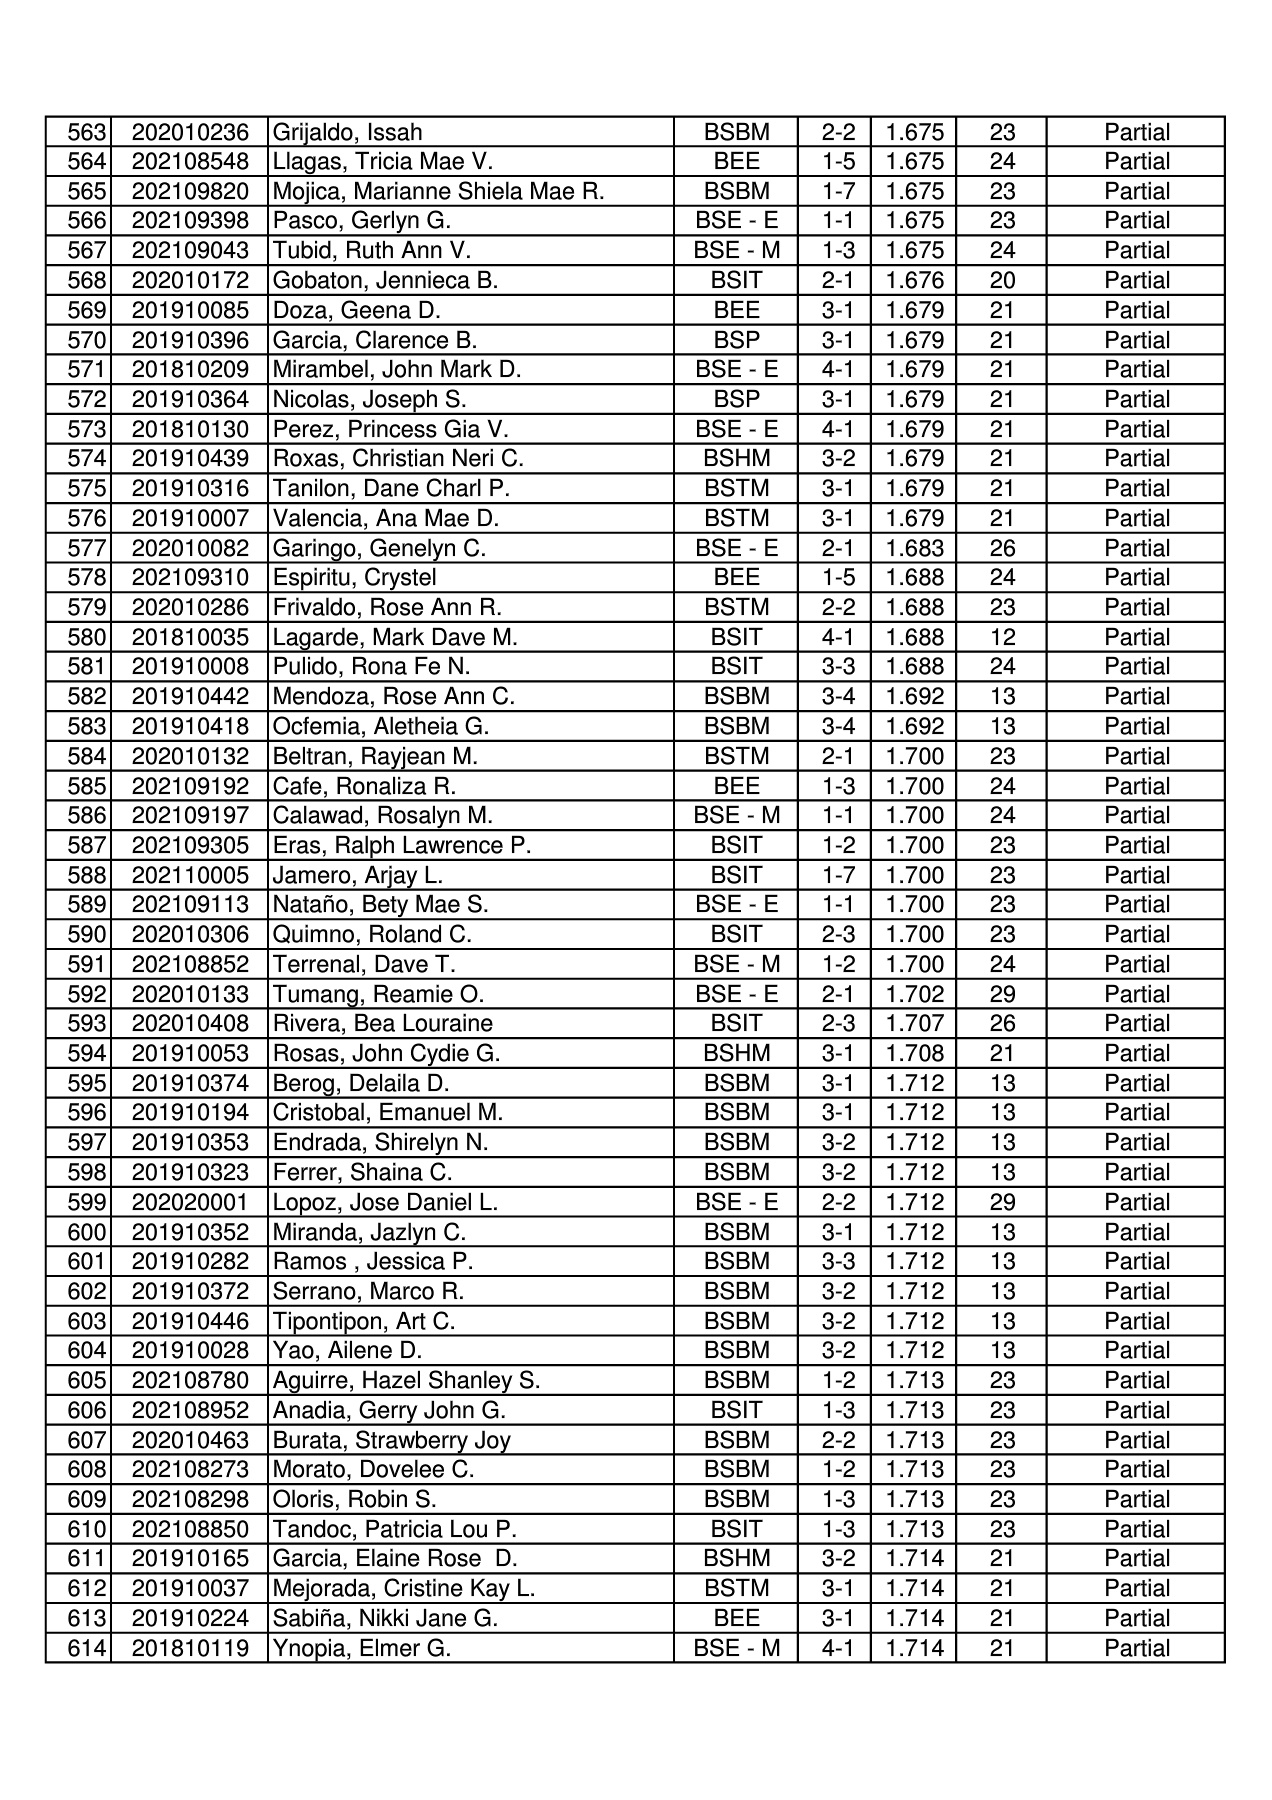 563 202010236 Grijaldo, Issah BSBM 2-2 1.675 23 Partial
564 202108548 Llagas, Tricia Mae V. BEE 1-5 1.675 24 Partial
565 202109820 Mojica, Marianne Shiela Mae R. BSBM 1-7 1.675 23 Partial
566 202109398 Pasco, Gerlyn G. BSE - E 1-1 1.675 23 Partial
567 202109043 Tubid, Ruth Ann V. BSE - M 1-3 1.675 24 Partial
568 202010172 Gobaton, Jennieca B. BSIT 2-1 1.676 20 Partial
569 201910085 Doza, Geena D. BEE 3-1 1.679 21 Partial
570 201910396 Garcia, Clarence B. BSP 3-1 1.679 21 Partial
571 201810209 Mirambel, John Mark D. BSE - E 4-1 1.679 21 Partial
572 201910364 Nicolas, Joseph S. BSP 3-1 1.679 21 Partial
573 201810130 Perez, Princess Gia V. BSE - E 4-1 1.679 21 Partial
574 201910439 Roxas, Christian Neri C. BSHM 3-2 1.679 21 Partial
575 201910316 Tanilon, Dane Charl P. BSTM 3-1 1.679 21 Partial
576 201910007 Valencia, Ana Mae D. BSTM 3-1 1.679 21 Partial
577 202010082 Garingo, Genelyn C. BSE - E 2-1 1.683 26 Partial
578 202109310 Espiritu, Crystel BEE 1-5 1.688 24 Partial
579 202010286 Frivaldo, Rose Ann R. BSTM 2-2 1.688 23 Partial
580 201810035 Lagarde, Mark Dave M. BSIT 4-1 1.688 12 Partial
581 201910008 Pulido, Rona Fe N. BSIT 3-3 1.688 24 Partial
582 201910442 Mendoza, Rose Ann C. BSBM 3-4 1.692 13 Partial
583 201910418 Ocfemia, Aletheia G. BSBM 3-4 1.692 13 Partial
584 202010132 Beltran, Rayjean M. BSTM 2-1 1.700 23 Partial
585 202109192 Cafe, Ronaliza R. BEE 1-3 1.700 24 Partial
586 202109197 Calawad, Rosalyn M. BSE - M 1-1 1.700 24 Partial
587 202109305 Eras, Ralph Lawrence P. BSIT 1-2 1.700 23 Partial
588 202110005 Jamero, Arjay L. BSIT 1-7 1.700 23 Partial
589 202109113 Nataño, Bety Mae S. BSE - E 1-1 1.700 23 Partial
590 202010306 Quimno, Roland C. BSIT 2-3 1.700 23 Partial
591 202108852 Terrenal, Dave T. BSE - M 1-2 1.700 24 Partial
592 202010133 Tumang, Reamie O. BSE - E 2-1 1.702 29 Partial
593 202010408 Rivera, Bea Louraine BSIT 2-3 1.707 26 Partial
594 201910053 Rosas, John Cydie G. BSHM 3-1 1.708 21 Partial
595 201910374 Berog, Delaila D. BSBM 3-1 1.712 13 Partial
596 201910194 Cristobal, Emanuel M. BSBM 3-1 1.712 13 Partial
597 201910353 Endrada, Shirelyn N. BSBM 3-2 1.712 13 Partial
598 201910323 Ferrer, Shaina C. BSBM 3-2 1.712 13 Partial
599 202020001 Lopoz, Jose Daniel L. BSE - E 2-2 1.712 29 Partial
600 201910352 Miranda, Jazlyn C. BSBM 3-1 1.712 13 Partial
601 201910282 Ramos , Jessica P. BSBM 3-3 1.712 13 Partial
602 201910372 Serrano, Marco R. BSBM 3-2 1.712 13 Partial
603 201910446 Tipontipon, Art C. BSBM 3-2 1.712 13 Partial
604 201910028 Yao, Ailene D. BSBM 3-2 1.712 13 Partial
605 202108780 Aguirre, Hazel Shanley S. BSBM 1-2 1.713 23 Partial
606 202108952 Anadia, Gerry John G. BSIT 1-3 1.713 23 Partial
607 202010463 Burata, Strawberry Joy BSBM 2-2 1.713 23 Partial
608 202108273 Morato, Dovelee C. BSBM 1-2 1.713 23 Partial
609 202108298 Oloris, Robin S. BSBM 1-3 1.713 23 Partial
610 202108850 Tandoc, Patricia Lou P. BSIT 1-3 1.713 23 Partial
611 201910165 Garcia, Elaine Rose  D. BSHM 3-2 1.714 21 Partial
612 201910037 Mejorada, Cristine Kay L. BSTM 3-1 1.714 21 Partial
613 201910224 Sabiña, Nikki Jane G. BEE 3-1 1.714 21 Partial
614 201810119 Ynopia, Elmer G. BSE - M 4-1 1.714 21 Partial